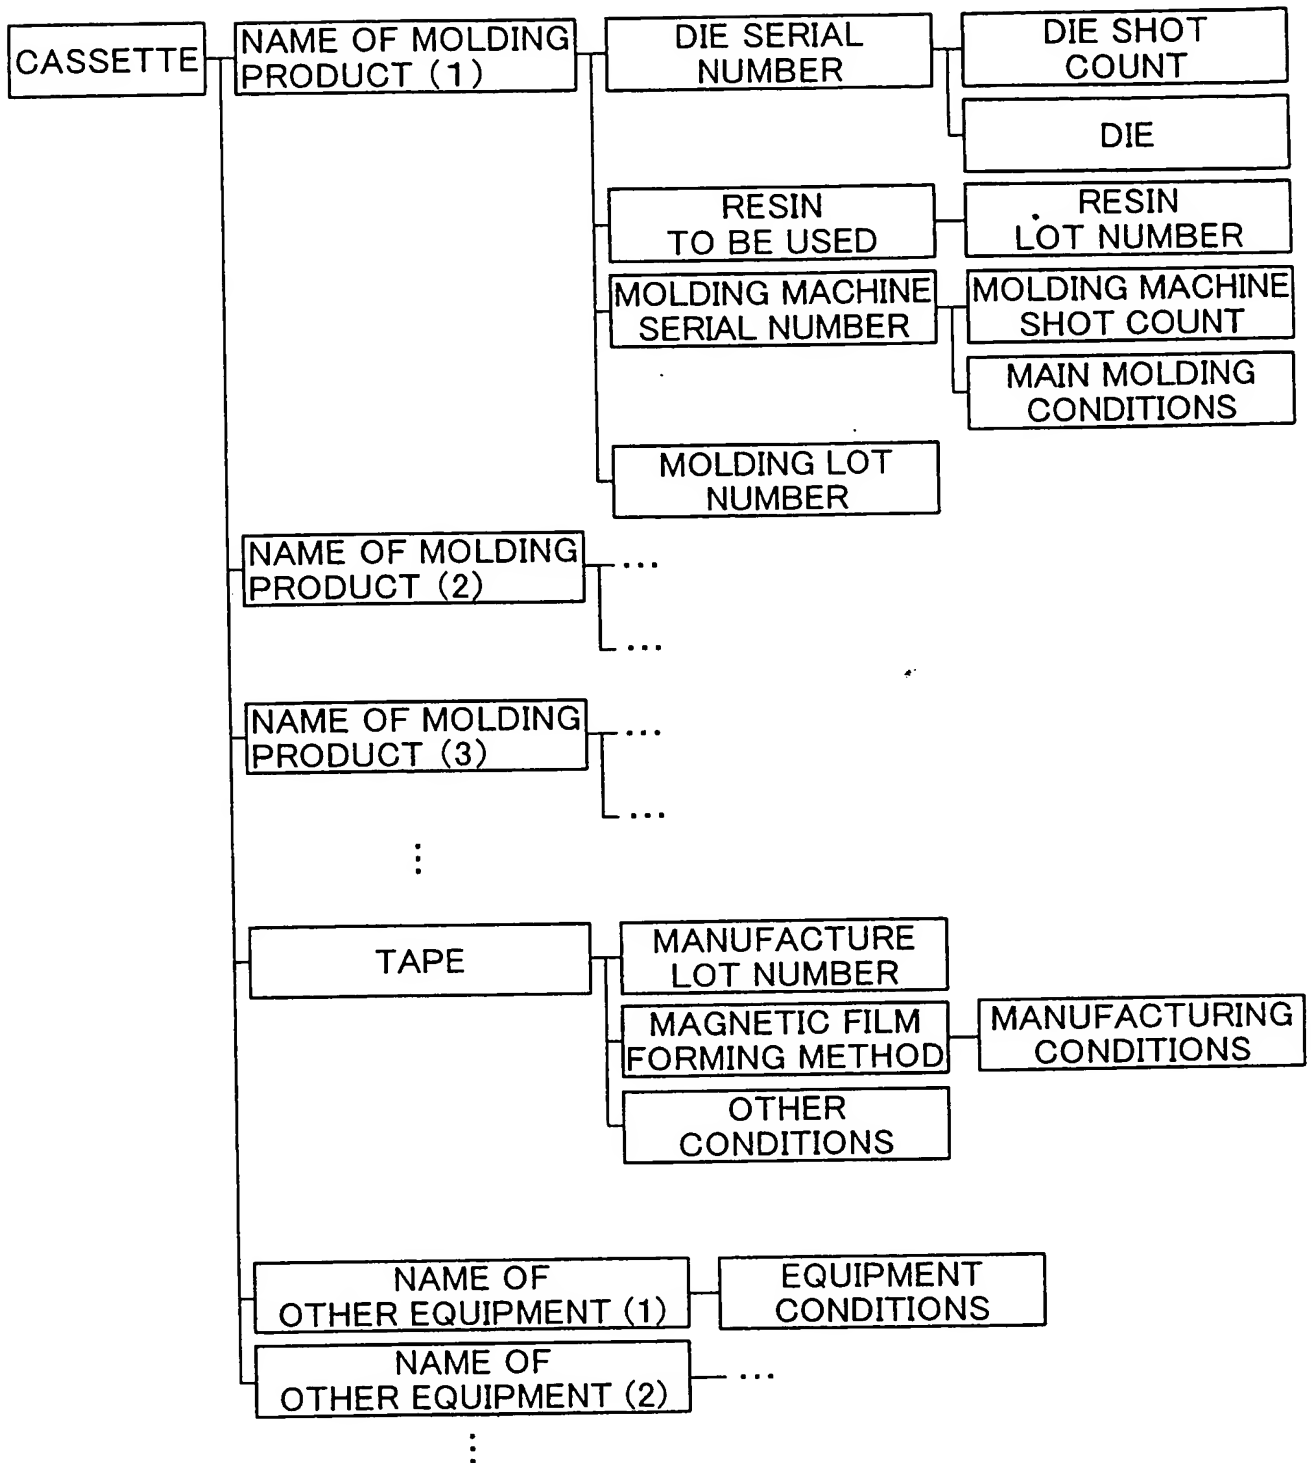 CASSETTE
NAME OF MOLDING
PRODUCT (1)
DIE SERIAL
NUMBER
DIE SHOT
COUNT
DIE
RESIN
TO BE USED
RESIN
LOT NUMBER
MOLDING MACHINE
SERIAL NUMBER
MOLDING MACHINE
SHOT COUNT
MAIN MOLDING
CONDITIONS
MOLDING LOT
NUMBER
NAME OF MOLDING
PRODUCT (2)
...
...
NAME OF MOLDING
PRODUCT (3)
...
...
⋮
TAPE
MANUFACTURE
LOT NUMBER
MAGNETIC FILM
FORMING METHOD
MANUFACTURING
CONDITIONS
OTHER
CONDITIONS
NAME OF
OTHER EQUIPMENT (1)
EQUIPMENT
CONDITIONS
NAME OF
OTHER EQUIPMENT (2)
...
⋮